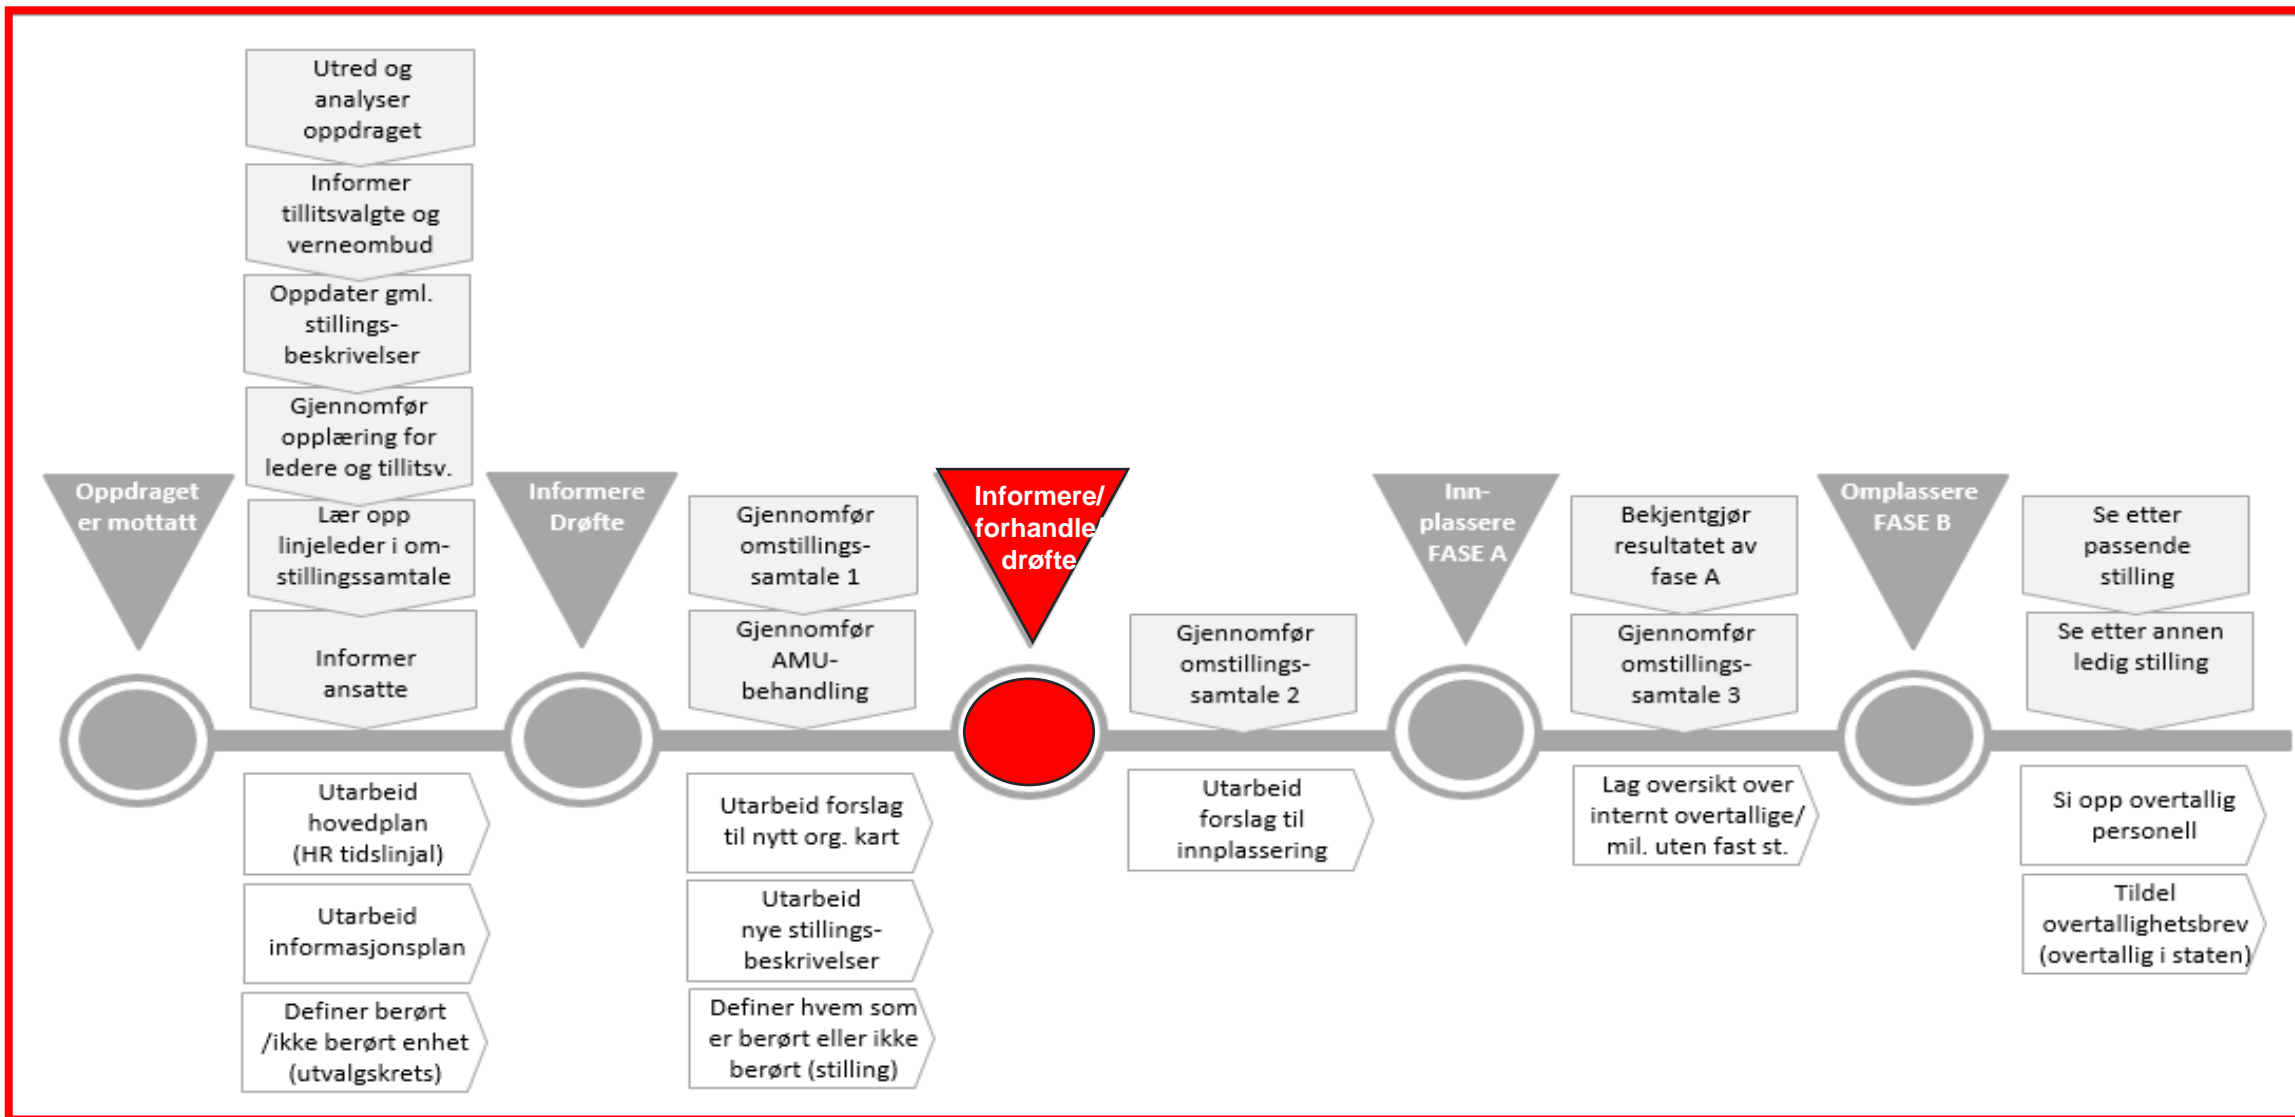 Utred og
analyser
oppdraget
Informer
tillitsvalgte og
verneombud
Oppdater gml.
stillings-
beskrivelser
Gjennomfør
opplæring for
ledere og tillitsv.
Lær opp
linjeleder i om-
stillingssamtale
Informer
ansatte
Oppdraget
er mottatt
Utarbeid
hovedplan
(HR tidslinjal)
Utarbeid
informasjonsplan
Definer berørt
/ikke berørt enhet
(utvalgskrets)
Informere
Drøfte
Gjennomfør
omstillings-
samtale 1
Gjennomfør
AMU-
behandling
Utarbeid forslag
til nytt org. kart
Utarbeid
nye stillings-
beskrivelser
Definer hvem som
er berørt eller ikke
berørt (stilling)
Informere/
forhandle/
drøfte
Gjennomfør
omstillings-
samtale 2
Utarbeid
forslag til
innplassering
Inn-
plassere
FASE A
Bekjentgjør
resultatet av
fase A
Gjennomfør
omstillings-
samtale 3
Lag oversikt over
internt overtallige/
mil. uten fast st.
Omplassere
FASE B
Se etter
passende
stilling
Se etter annen
ledig stilling
Si opp overtallig
personell
Tildel
overtallighetsbrev
(overtallig i staten)